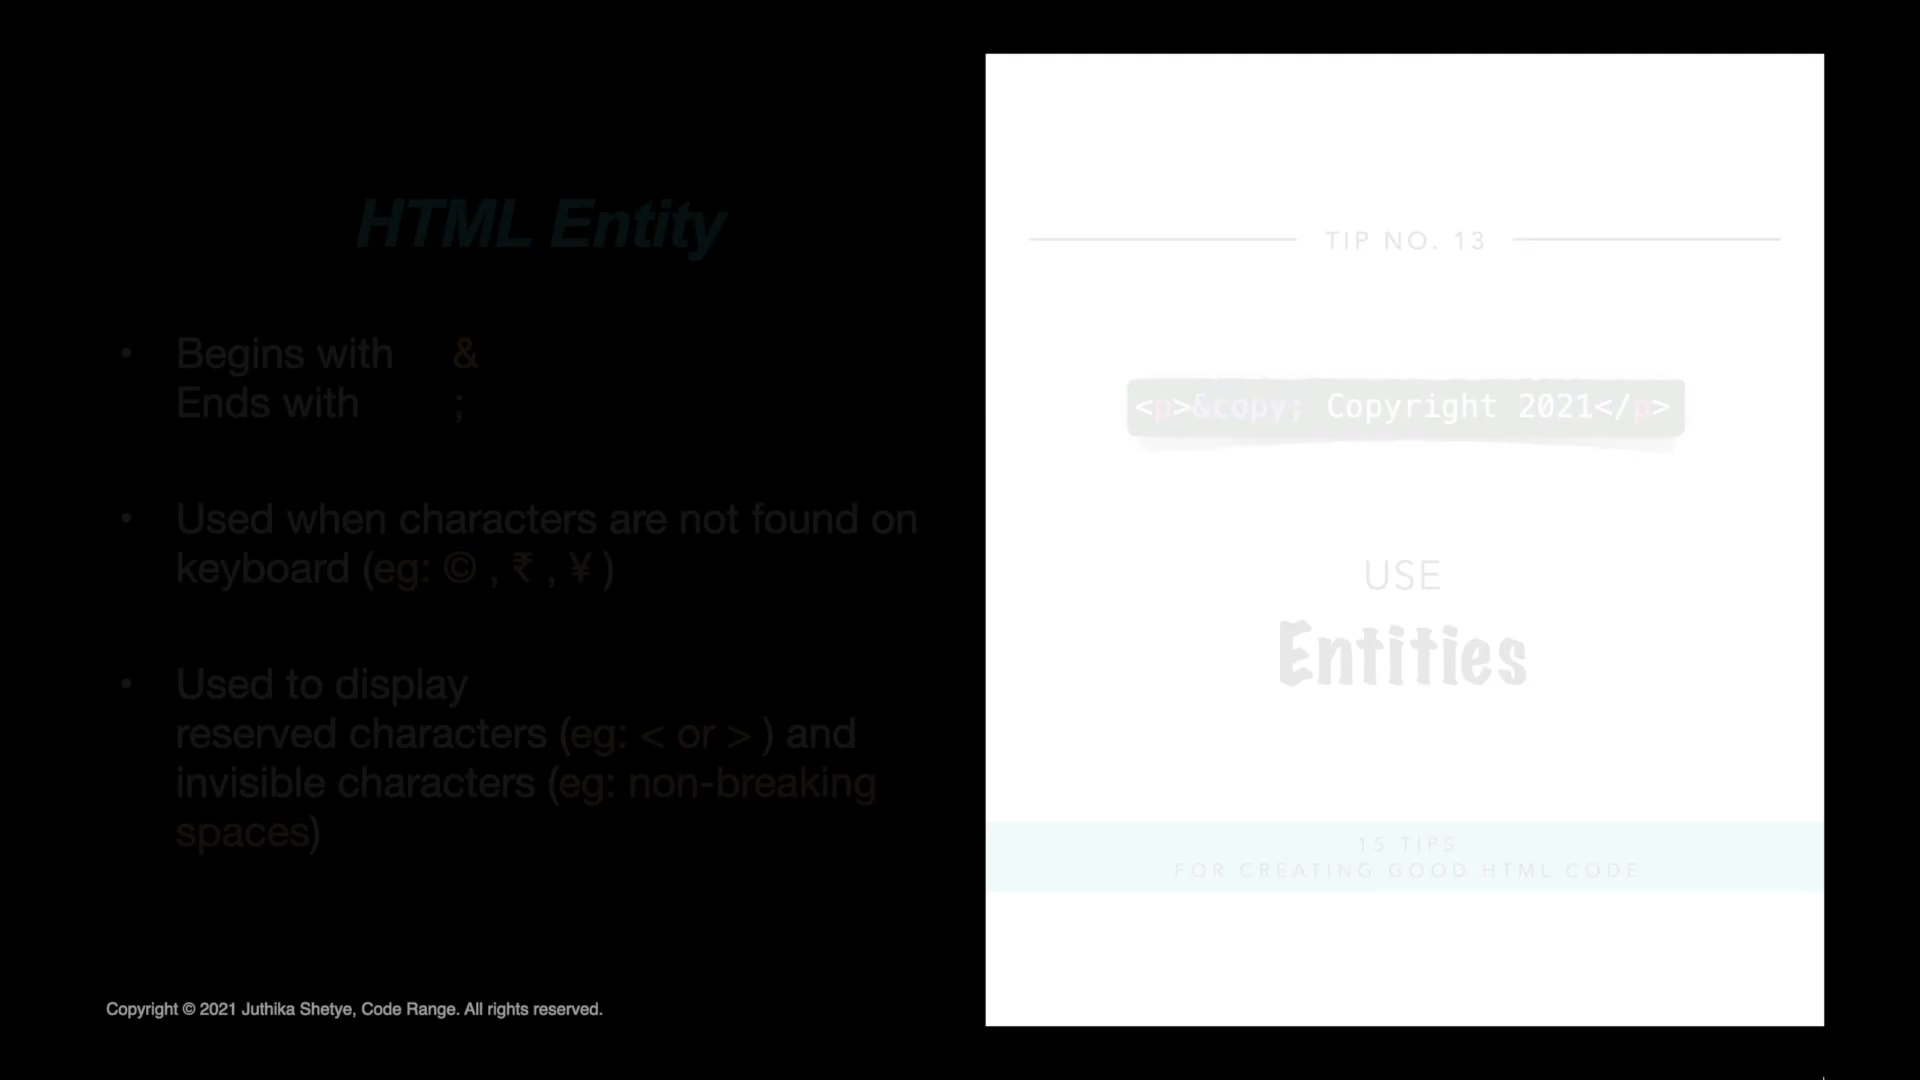 HTML Entity
• Begins with &
Ends with ;
• Used when characters are not found on
keyboard (eg: © , ₹ , ¥ )
• Used to display
reserved characters (eg: < or > ) and
invisible characters (eg: non-breaking
spaces)
Copyright © 2021 Juthika Shetye, Code Range. All rights reserved.
TIP NO. 13
<p>&copy; Copyright 2021</p>
USE
Entities
15 TIPS
FOR CREATING GOOD HTML CODE